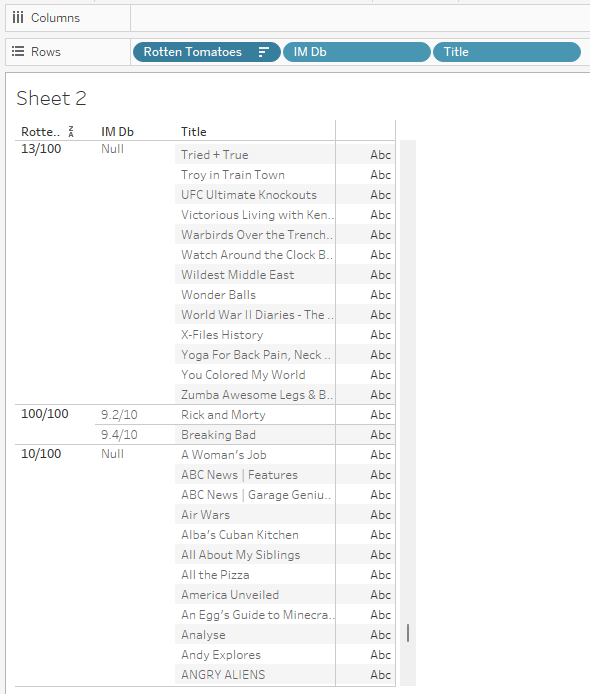 Columns
Rows Rotten Tomatoes IM Db Title
Sheet 2
Rotte.. Z A IM Db Title
13/100 Null Tried + True Abc
Troy in Train Town Abc
UFC Ultimate Knockouts Abc
Victorious Living with Ken.. Abc
Warbirds Over the Trench.. Abc
Watch Around the Clock B.. Abc
Wildest Middle East Abc
Wonder Balls Abc
World War II Diaries - The .. Abc
X-Files History Abc
Yoga For Back Pain, Neck .. Abc
You Colored My World Abc
Zumba Awesome Legs & B.. Abc
100/100 9.2/10 Rick and Morty Abc
9.4/10 Breaking Bad Abc
10/100 Null A Woman's Job Abc
ABC News | Features Abc
ABC News | Garage Geniu.. Abc
Air Wars Abc
Alba's Cuban Kitchen Abc
All About My Siblings Abc
All the Pizza Abc
America Unveiled Abc
An Egg's Guide to Minecra.. Abc
Analyse Abc
Andy Explores Abc
ANGRY ALIENS Abc